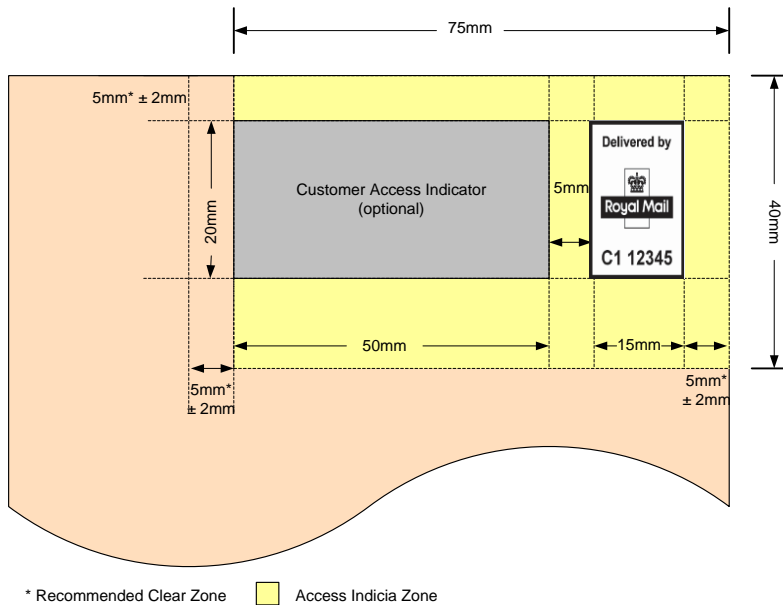 75mm
5mm* ± 2mm
Delivered by
Royal Mail
C1 12345
Customer Access Indicator
(optional)
5mm
20mm
40mm
50mm
15mm
5mm*
± 2mm
5mm*
± 2mm
* Recommended Clear Zone
Access Indicia Zone